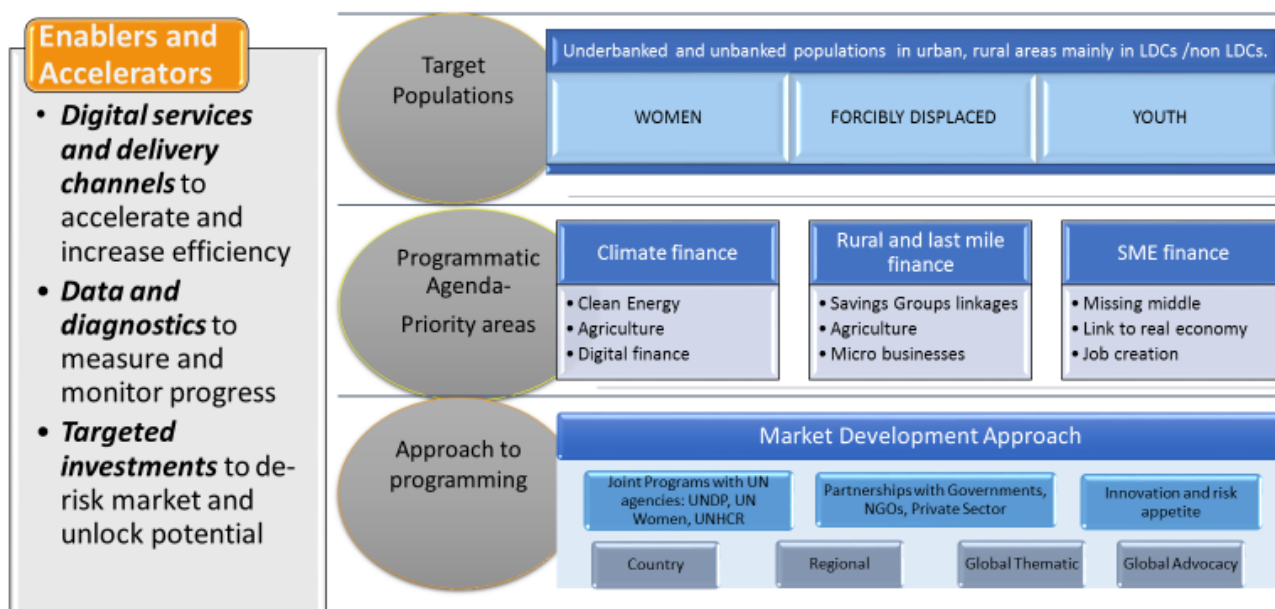 Enablers and
Accelerators
• Digital services
and delivery
channels to
accelerate and
increase efficiency
• Data and
diagnostics to
measure and
monitor progress
• Targeted
investments to de-
risk market and
unlock potential
Target
Populations
Underbanked and unbanked populations in urban, rural areas mainly in LDCs /non LDCs.
WOMEN
FORCIBLY DISPLACED
YOUTH
Programmatic
Agenda-
Priority areas
Climate finance
• Clean Energy
• Agriculture
• Digital finance
Rural and last mile
finance
• Savings Groups linkages
• Agriculture
• Micro businesses
SME finance
• Missing middle
• Link to real economy
• Job creation
Approach to
programming
Market Development Approach
Joint Programs with UN
agencies: UNDP, UN
Women, UNHCR
Partnerships with Governments,
NGOs, Private Sector
Innovation and risk
appetite
Country
Regional
Global Thematic
Global Advocacy